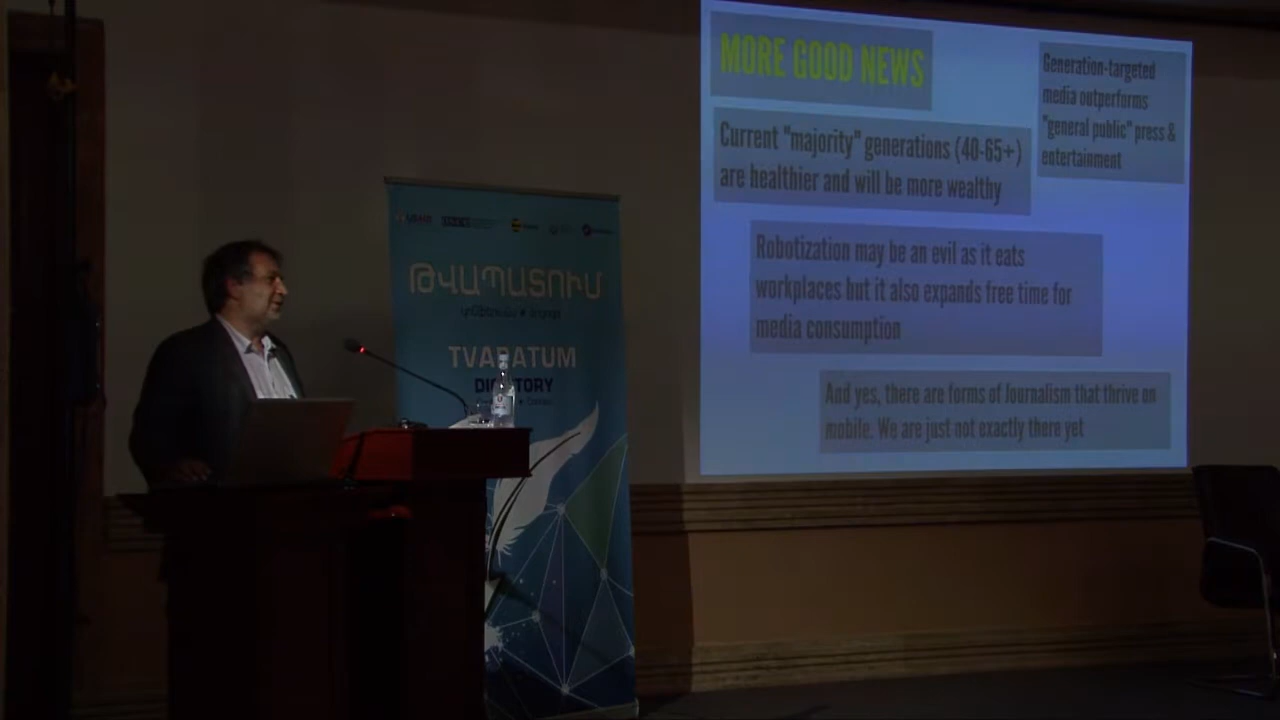 MORE GOOD NEWS
Generation-targeted
media outperforms
"general public" press &
entertainment
Current "majority" generations (40-65+)
are healthier and will be more wealthy
Robotization may be an evil as it eats
workplaces but it also expands free time for
media consumption
And yes, there are forms of Journalism that thrive on
mobile. We are just not exactly there yet
ԹՎԱՊԱՏՈՒՄ
TVAPATUM